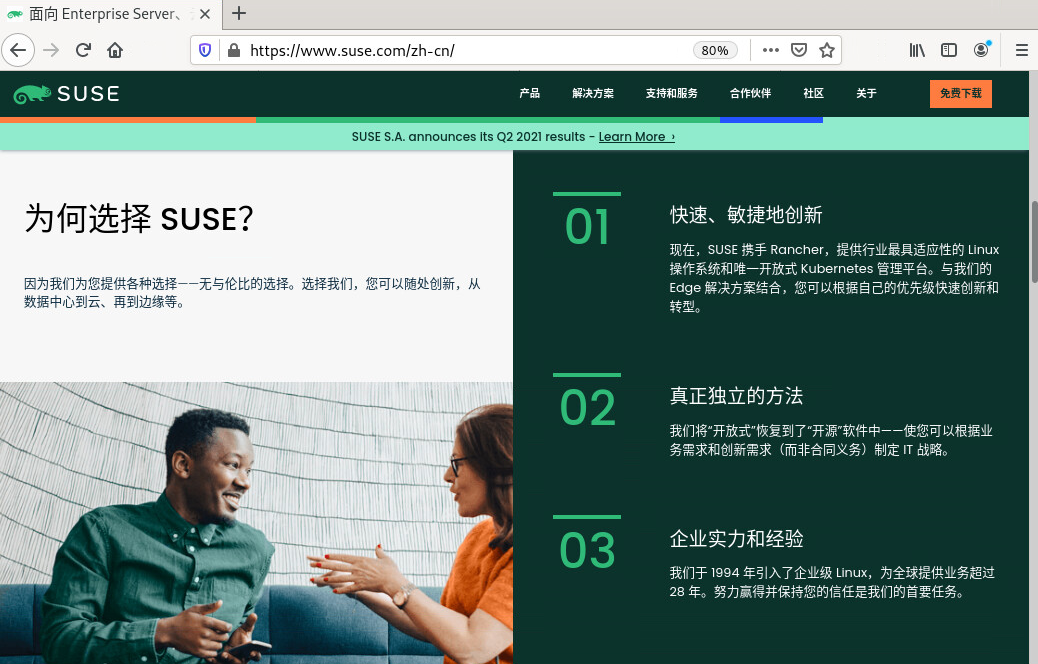 面向 Enterprise Server、
https://www.suse.com/zh-cn/
80%
SUSE
产品
解决方案
支持和服务
合作伙伴
社区
关于
免费下载
SUSE S.A. announces its Q2 2021 results - Learn More ›
为何选择 SUSE?
因为我们为您提供各种选择——无与伦比的选择。选择我们，您可以随处创新，从
数据中心到云、再到边缘等。
01
快速、敏捷地创新
现在，SUSE 携手 Rancher，提供行业最具适应性的 Linux
操作系统和唯一开放式 Kubernetes 管理平台。与我们的
Edge 解决方案结合，您可以根据自己的优先级快速创新和
转型。
02
真正独立的方法
我们将“开放式”恢复到了“开源”软件中——使您可以根据业
务需求和创新需求（而非合同义务）制定 IT 战略。
03
企业实力和经验
我们于 1994 年引入了企业级 Linux，为全球提供业务超过
28 年。努力赢得并保持您的信任是我们的首要任务。